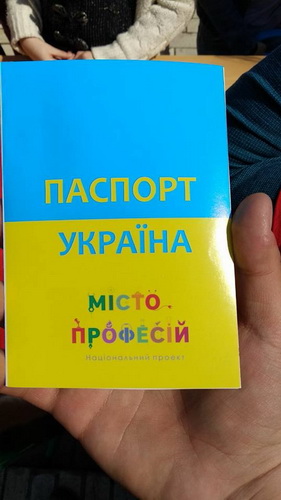 ПАСПОРТ
УКРАЇНА
МІСТО
ПРОФЕСІЙ
Національний проект